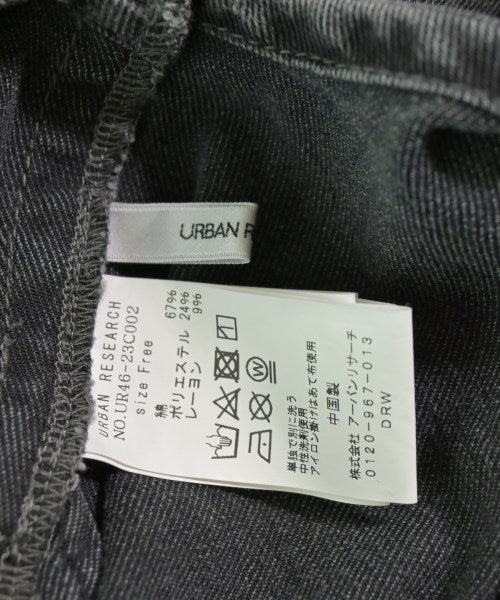 URBAN R
URBAN RESEARCH
NO.UR46-23C002
size Free
綿 67%
ポリエステル 24%
レーヨン 9%
単独で別に洗う
中性洗剤使用
アイロン掛けはあて布使用
中国製
株式会社 アーバンリサーチ
0120-967-013
DRW